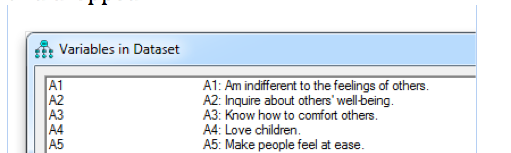 Variables in Dataset
A1 A1: Am indifferent to the feelings of others.
A2 A2: Inquire about others' well-being.
A3 A3: Know how to comfort others.
A4 A4: Love children.
A5 A5: Make people feel at ease.